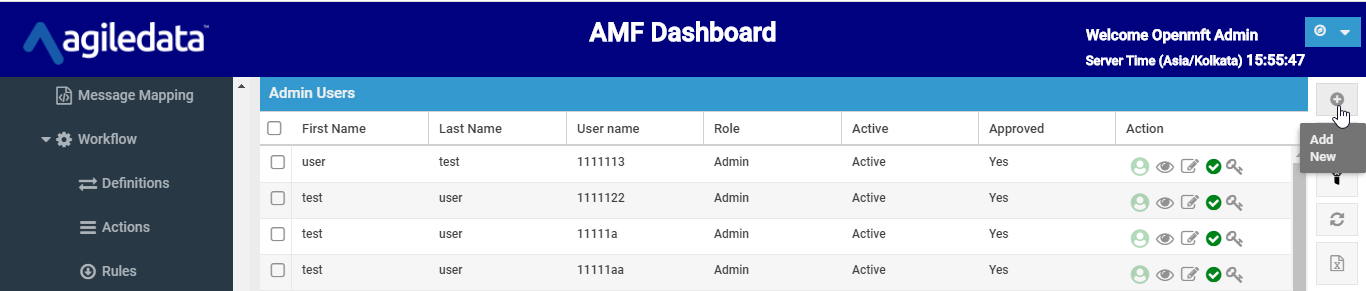 agiledata™
AMF Dashboard
Welcome Openmft Admin
Server Time (Asia/Kolkata) 15:55:47
Message Mapping
Workflow
Definitions
Actions
Rules
Admin Users
First Name Last Name User name Role Active Approved Action
user test 1111113 Admin Active Yes
test user 1111122 Admin Active Yes
test user 11111a Admin Active Yes
test user 11111aa Admin Active Yes
Add
New